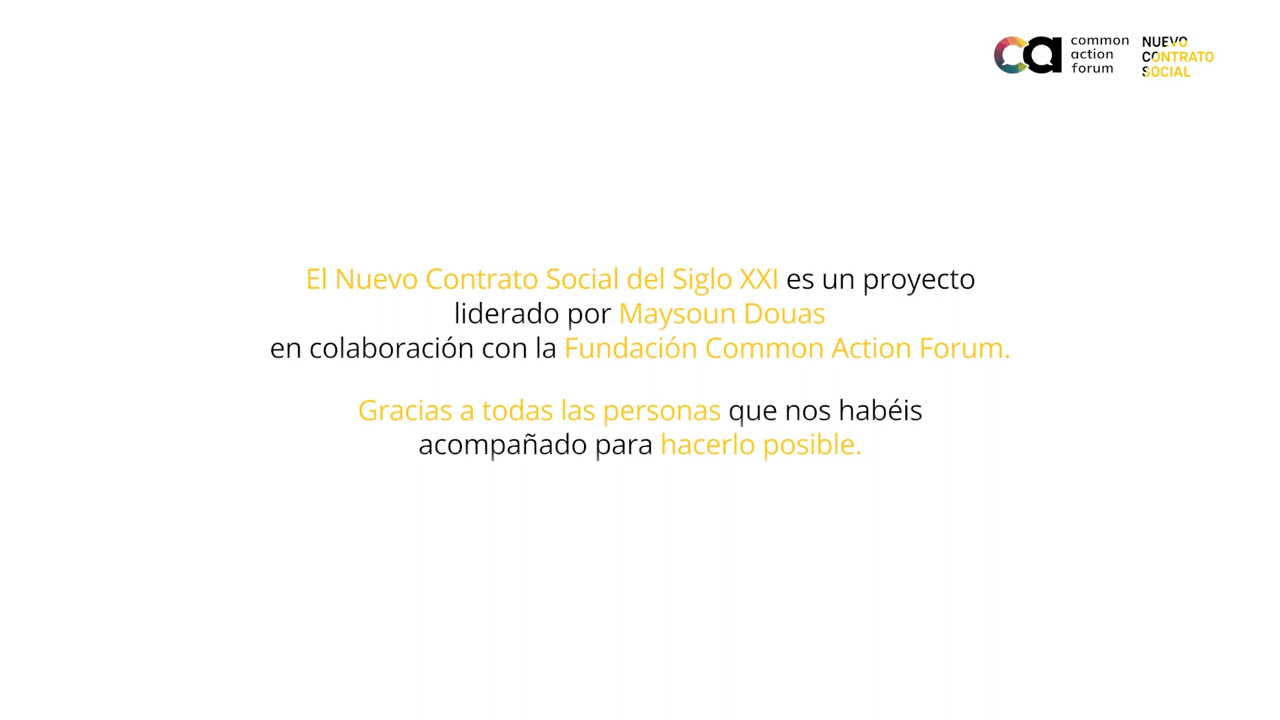 common
action
forum
NUEVO
CONTRATO
SOCIAL
El Nuevo Contrato Social del Siglo XXI es un proyecto
liderado por Maysoun Douas
en colaboración con la Fundación Common Action Forum.
Gracias a todas las personas que nos habéis
acompañado para hacerlo posible.